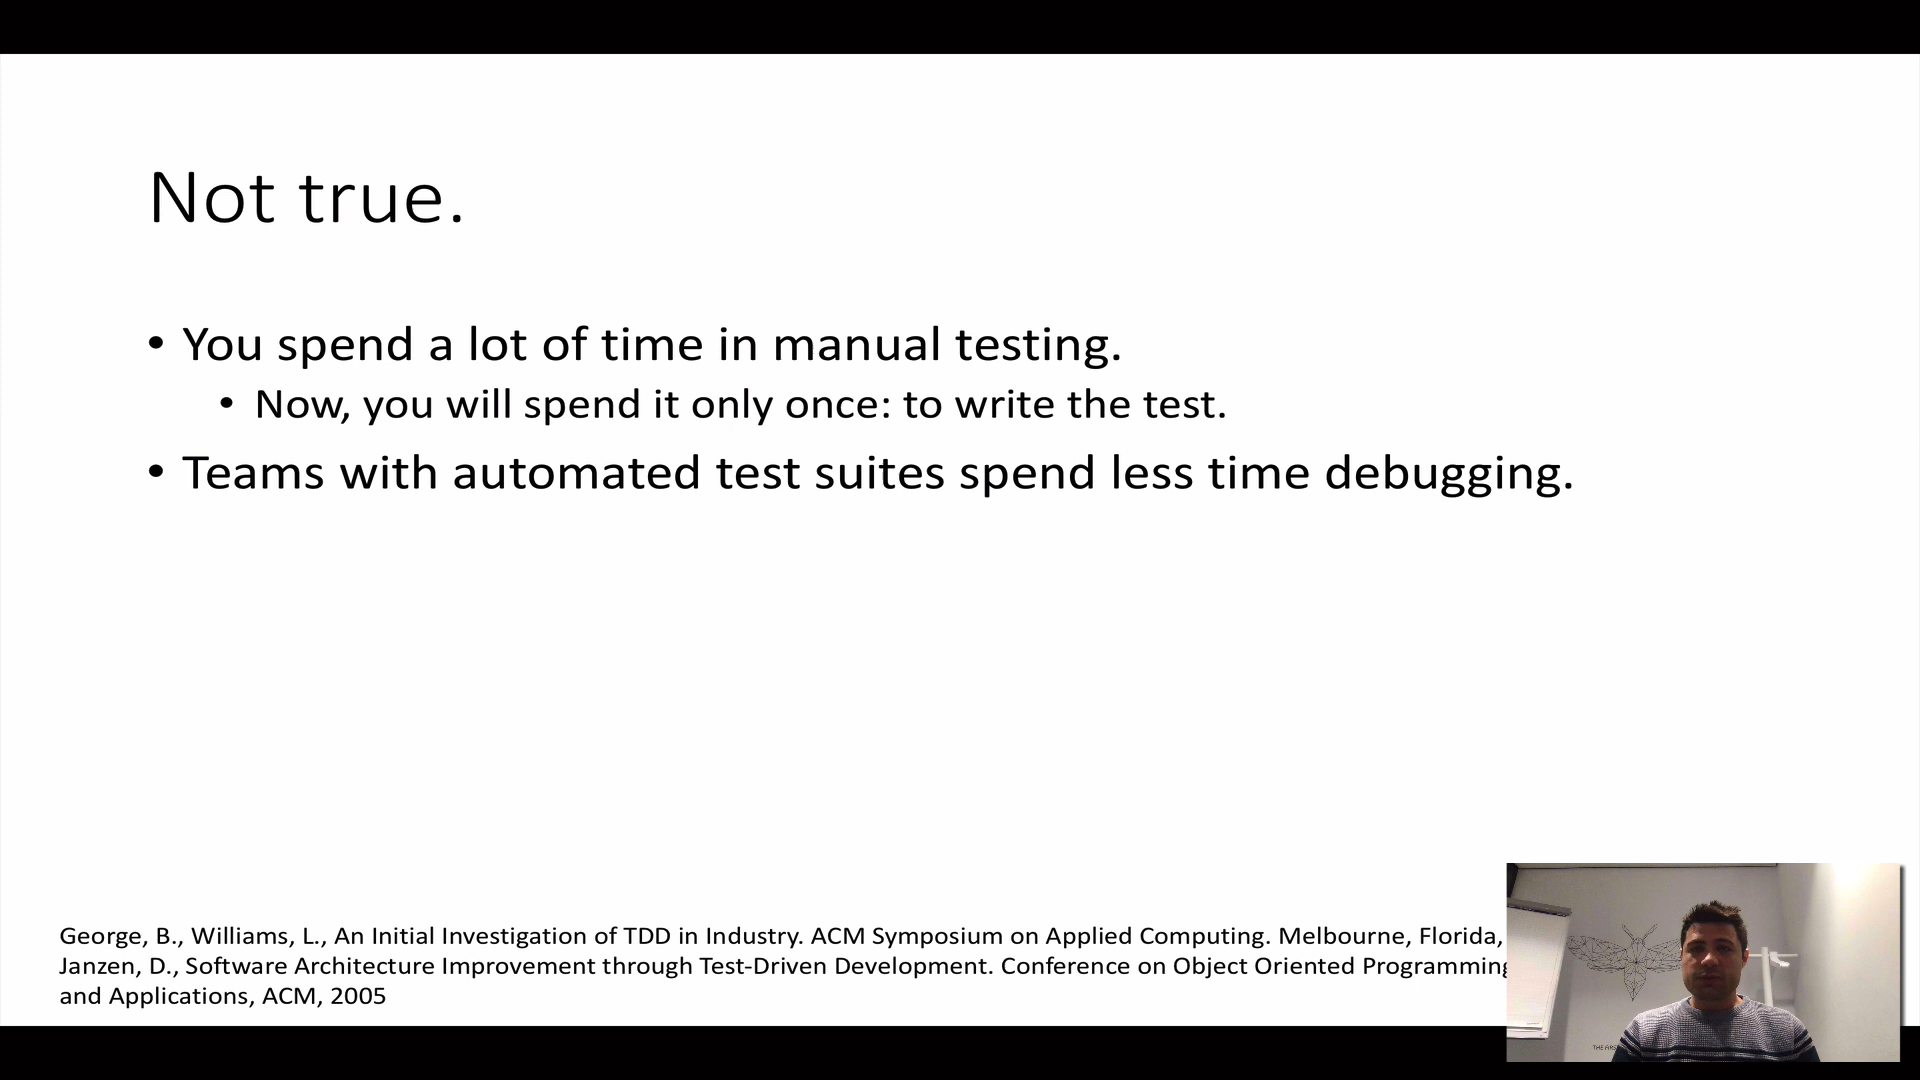 Not true.
• You spend a lot of time in manual testing.
• Now, you will spend it only once: to write the test.
• Teams with automated test suites spend less time debugging.
George, B., Williams, L., An Initial Investigation of TDD in Industry. ACM Symposium on Applied Computing. Melbourne, Florida,
Janzen, D., Software Architecture Improvement through Test-Driven Development. Conference on Object Oriented Programming
and Applications, ACM, 2005
THE